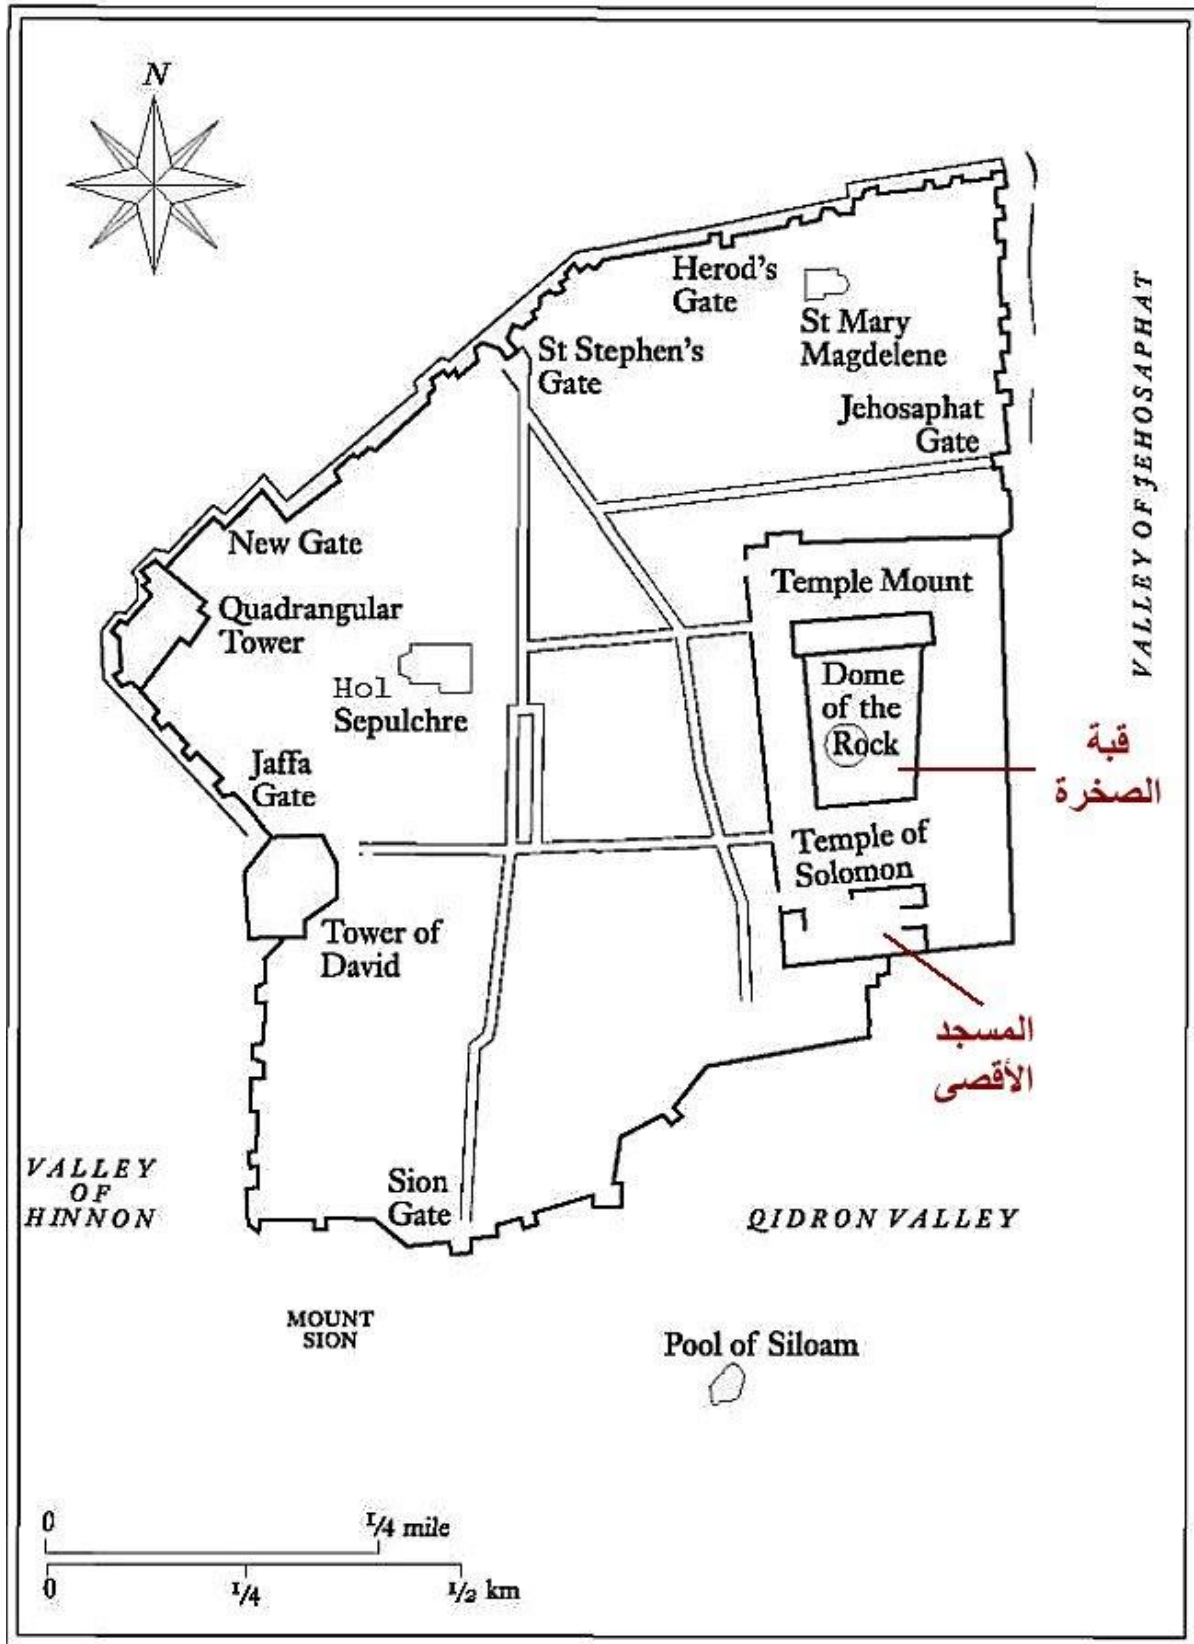 N
Herod's
Gate
St Mary
Magdelene
St Stephen's
Gate
Jehosaphat
Gate
VALLEY OF JEHOSAPHAT
New Gate
Temple Mount
Quadrangular
Tower
Hol
Sepulchre
Dome
of the
Rock
قبة
الصخرة
Jaffa
Gate
Temple of
Solomon
Tower of
David
المسجد
الأقصى
VALLEY
OF
HINNON
Sion
Gate
QIDRON VALLEY
MOUNT
SION
Pool of Siloam
0 1/4 mile
0 1/4 1/2 km